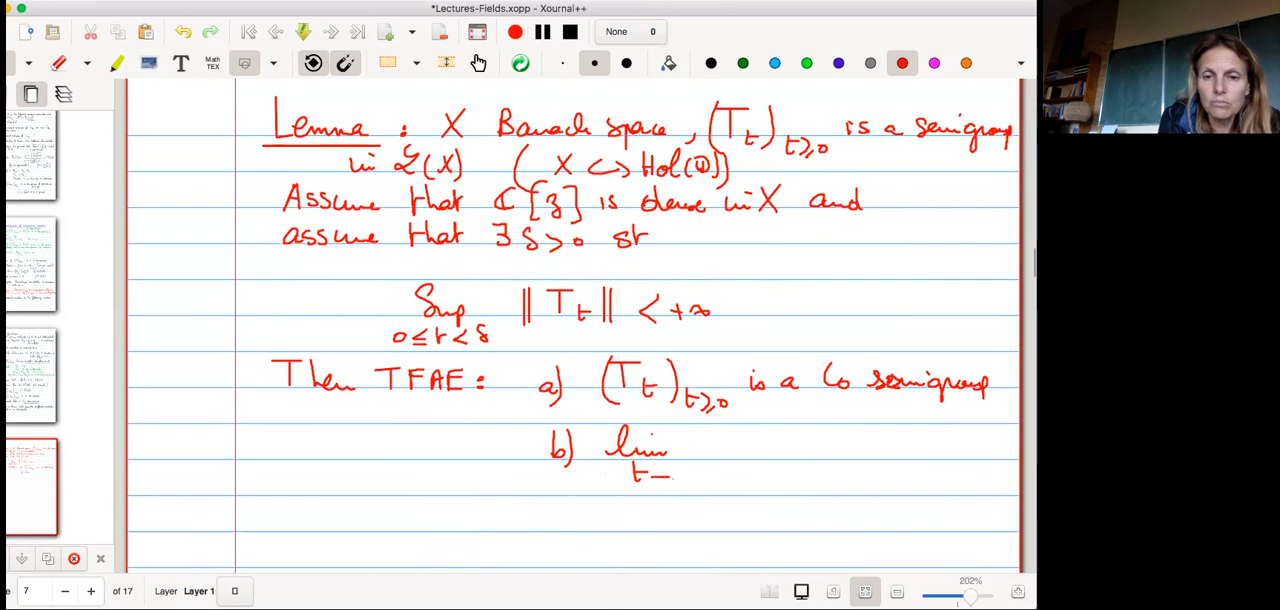 *Lectures-Fields.xopp - Xournal++
None 0
Math
TEX
Lemma : X Banach space, (T_t)_{t⩾0} is a semigroup
in ℒ(X) ( X ↪ Hol(𝔻))
Assume that ℂ[z] is dense in X and
assume that ∃ δ>0 st
Sup ‖ T_t ‖ < +∞
0 ≤ t < δ
Then TFAE : a) (T_t)_{t⩾0} is a C0 semigroup
b) lim
t –
202%
7 of 17 Layer Layer 1